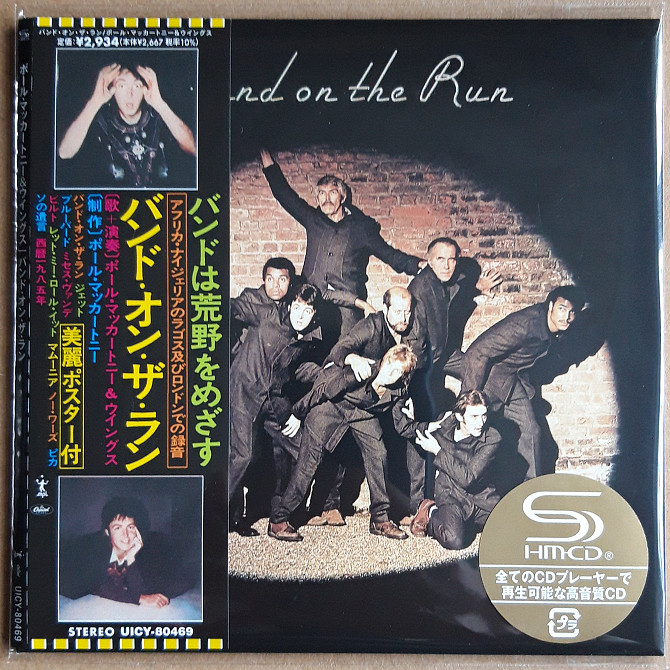 バンド・オン・ザ・ラン/ポール・マッカートニー&ウイングス
定価:¥2,934(本体¥2,667 税率10%)
and on the Run
バンドは荒野をめざす
アフリカ・ナイジェリアのラゴス及びロンドンでの録音
バンド・オン・ザ・ラン
〔歌+演奏〕ポール・マッカートニー&ウイングス
〔制作〕ポール・マッカートニー
バンド・オン・ザ・ラン ジェット
ブルーバード ミセス・ヴァンデ
ビルト レット・ミー・ロール・イット マムーニア ノー・ワーズ ピカ
ソの遺言 西暦一九八五年
美麗ポスター付
Capitol
STEREO UICY-80469
ポール・マッカートニー&ウイングス | バンド・オン・ザ・ラン
UICY-80469
SHM-CD®
全てのCDプレーヤーで
再生可能な高音質CD
プラ